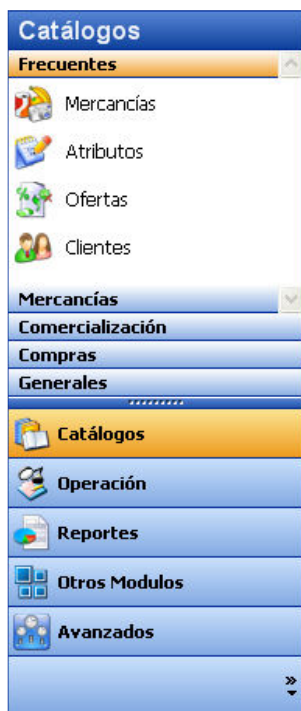 Catálogos
Frecuentes
Mercancías
Atributos
Ofertas
Clientes
Mercancías
Comercialización
Compras
Generales
Catálogos
Operación
Reportes
Otros Modulos
Avanzados
»